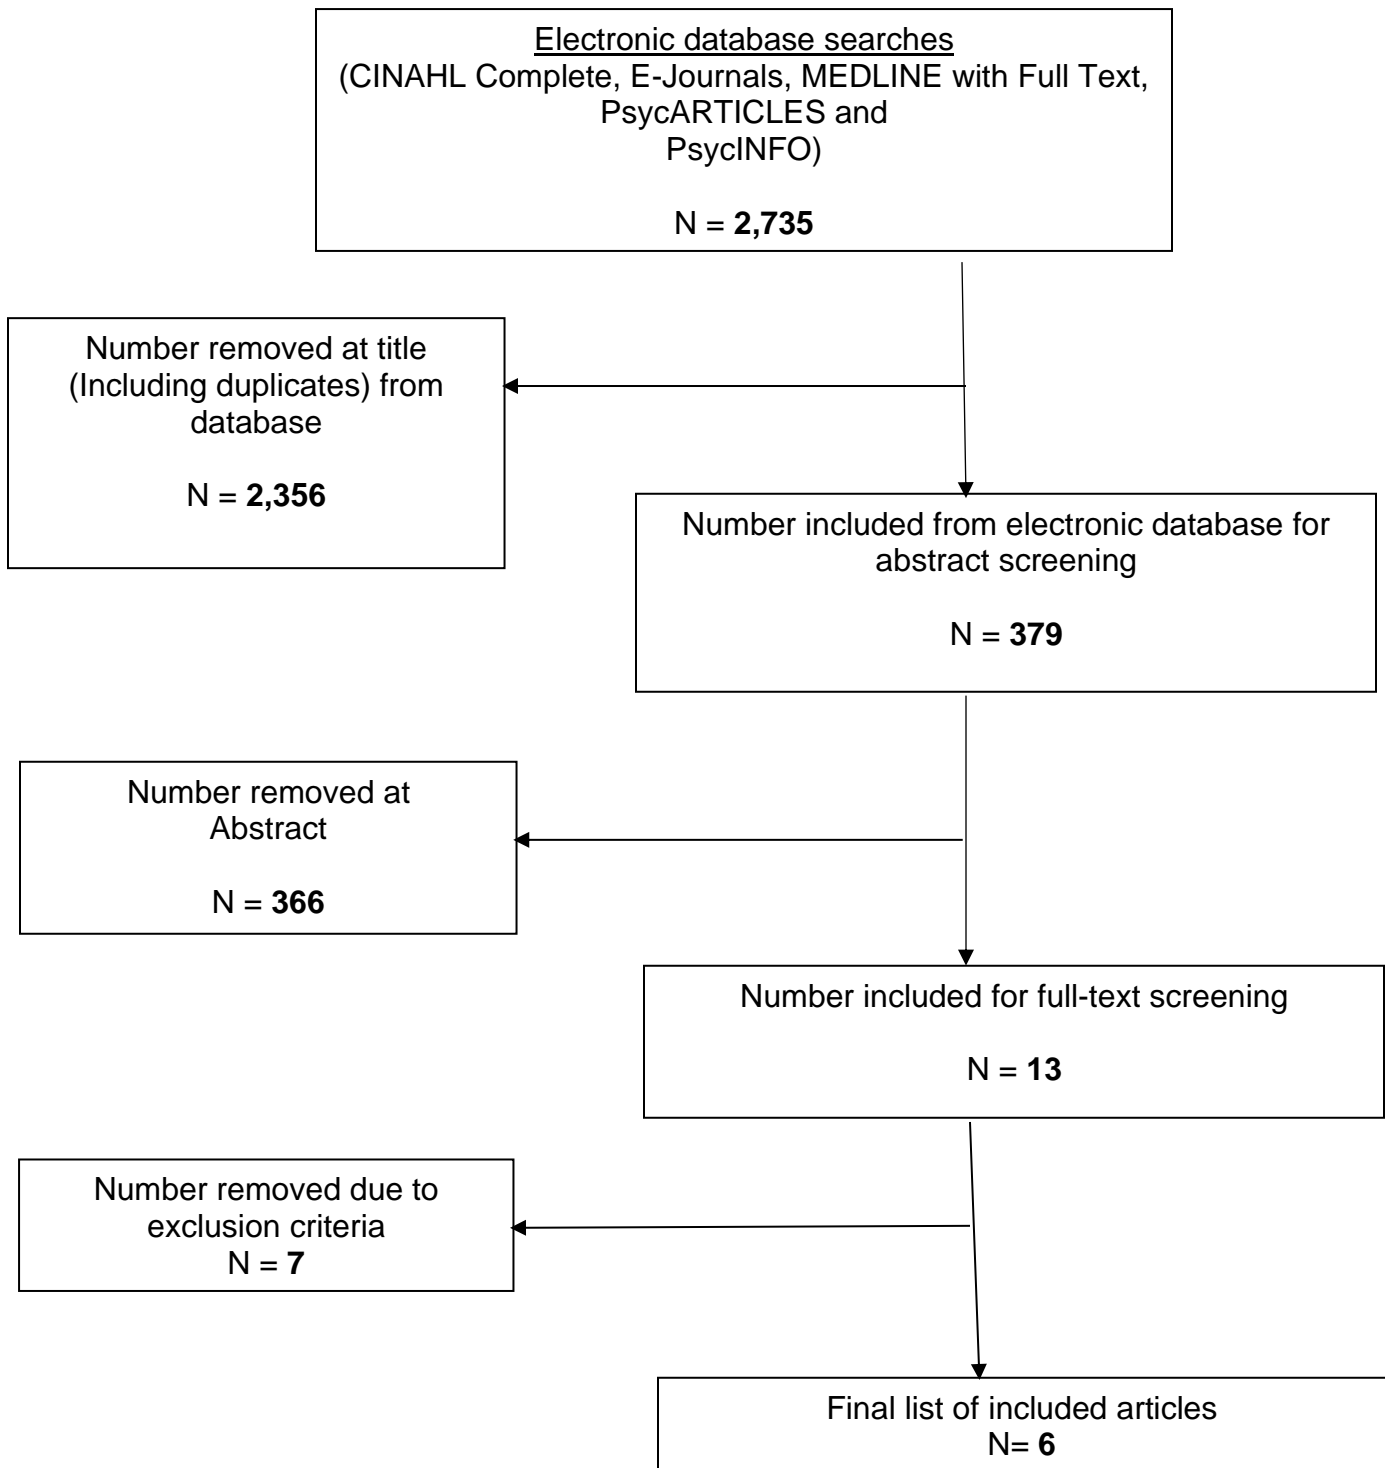 Electronic database searches
(CINAHL Complete, E-Journals, MEDLINE with Full Text,
PsycARTICLES and
PsycINFO)
N = 2,735
Number removed at title
(Including duplicates) from
database
N = 2,356
Number included from electronic database for
abstract screening
N = 379
Number removed at
Abstract
N = 366
Number included for full-text screening
N = 13
Number removed due to
exclusion criteria
N = 7
Final list of included articles
N= 6